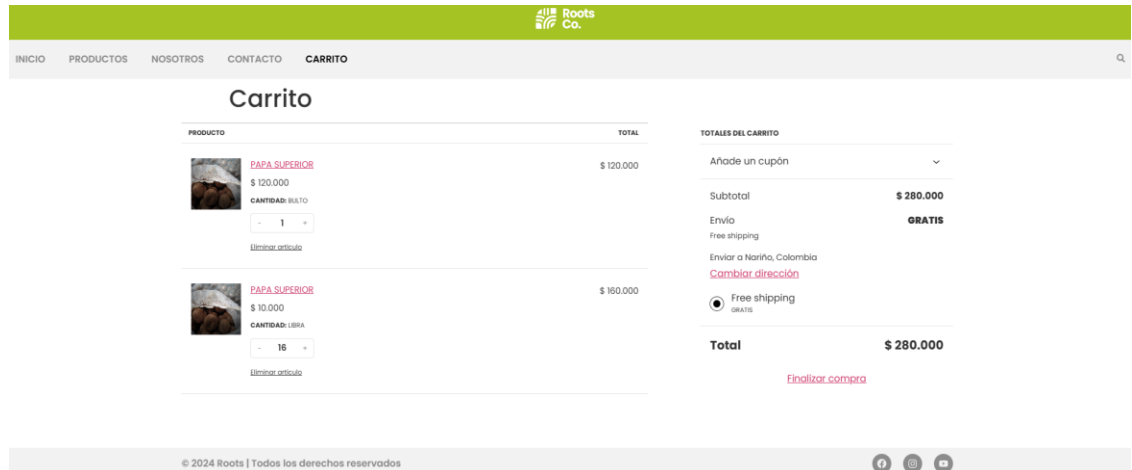 Roots
Co.
INICIO PRODUCTOS NOSOTROS CONTACTO CARRITO
Carrito
PRODUCTO TOTAL
PAPA SUPERIOR $ 120.000
$ 120.000
CANTIDAD: BULTO
- 1 +
Eliminar artículo
PAPA SUPERIOR $ 160.000
$ 10.000
CANTIDAD: LIBRA
- 16 +
Eliminar artículo
TOTALES DEL CARRITO
Añade un cupón
Subtotal $ 280.000
Envío GRATIS
Free shipping
Enviar a Nariño, Colombia
Cambiar dirección
Free shipping
GRATIS
Total $ 280.000
Finalizar compra
© 2024 Roots | Todos los derechos reservados